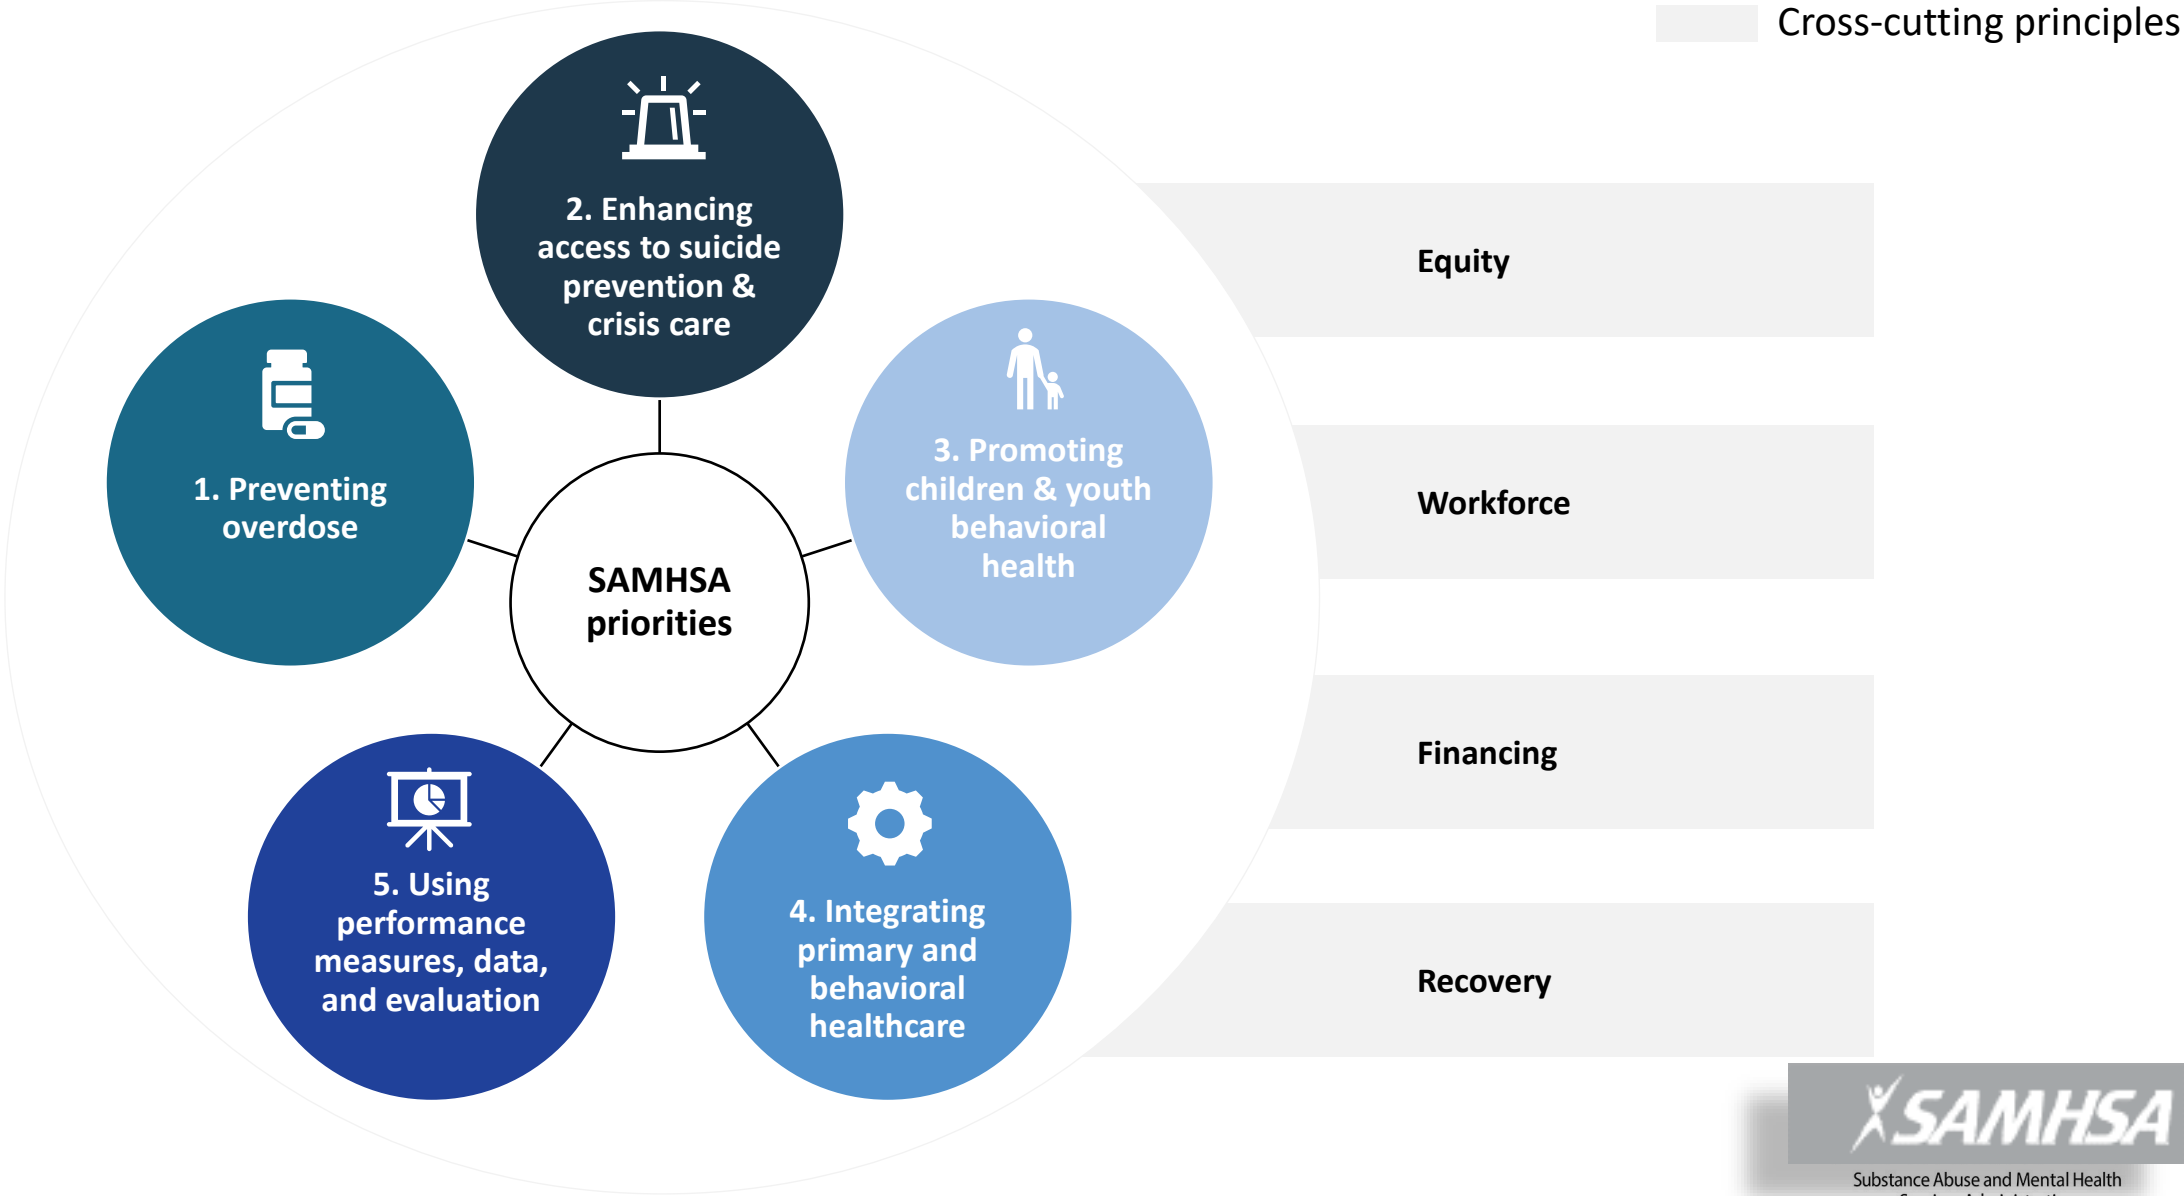 Cross-cutting principles
2. Enhancing
access to suicide
prevention &
crisis care
1. Preventing
overdose
3. Promoting
children & youth
behavioral
health
SAMHSA
priorities
5. Using
performance
measures, data,
and evaluation
4. Integrating
primary and
behavioral
healthcare
Equity
Workforce
Financing
Recovery
SAMHSA
Substance Abuse and Mental Health